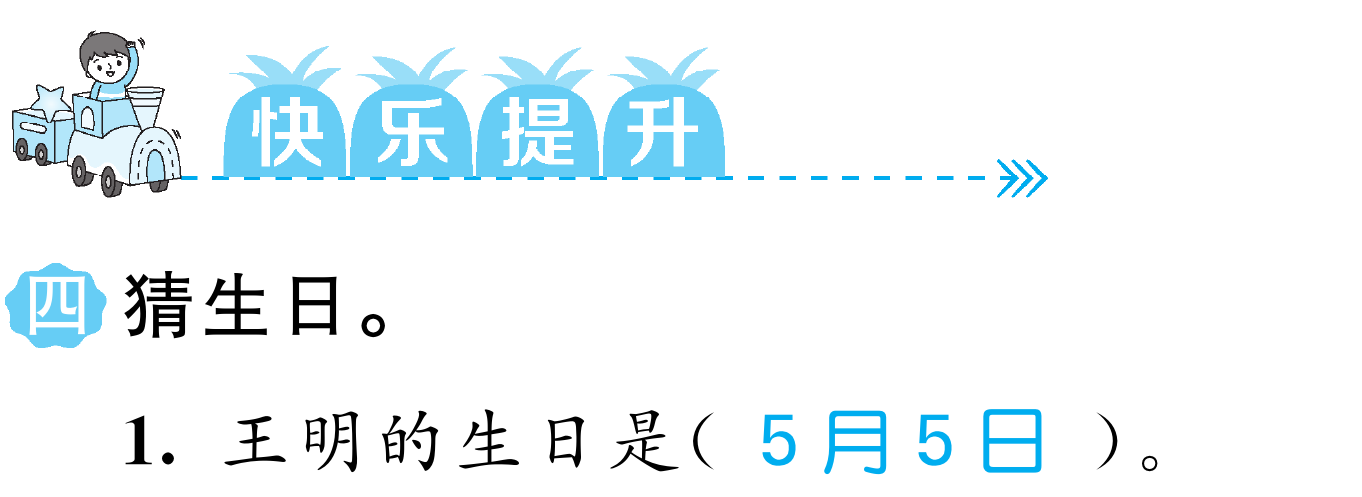 快乐提升
四 猜生日。
1. 王明的生日是( 5月5日 )。